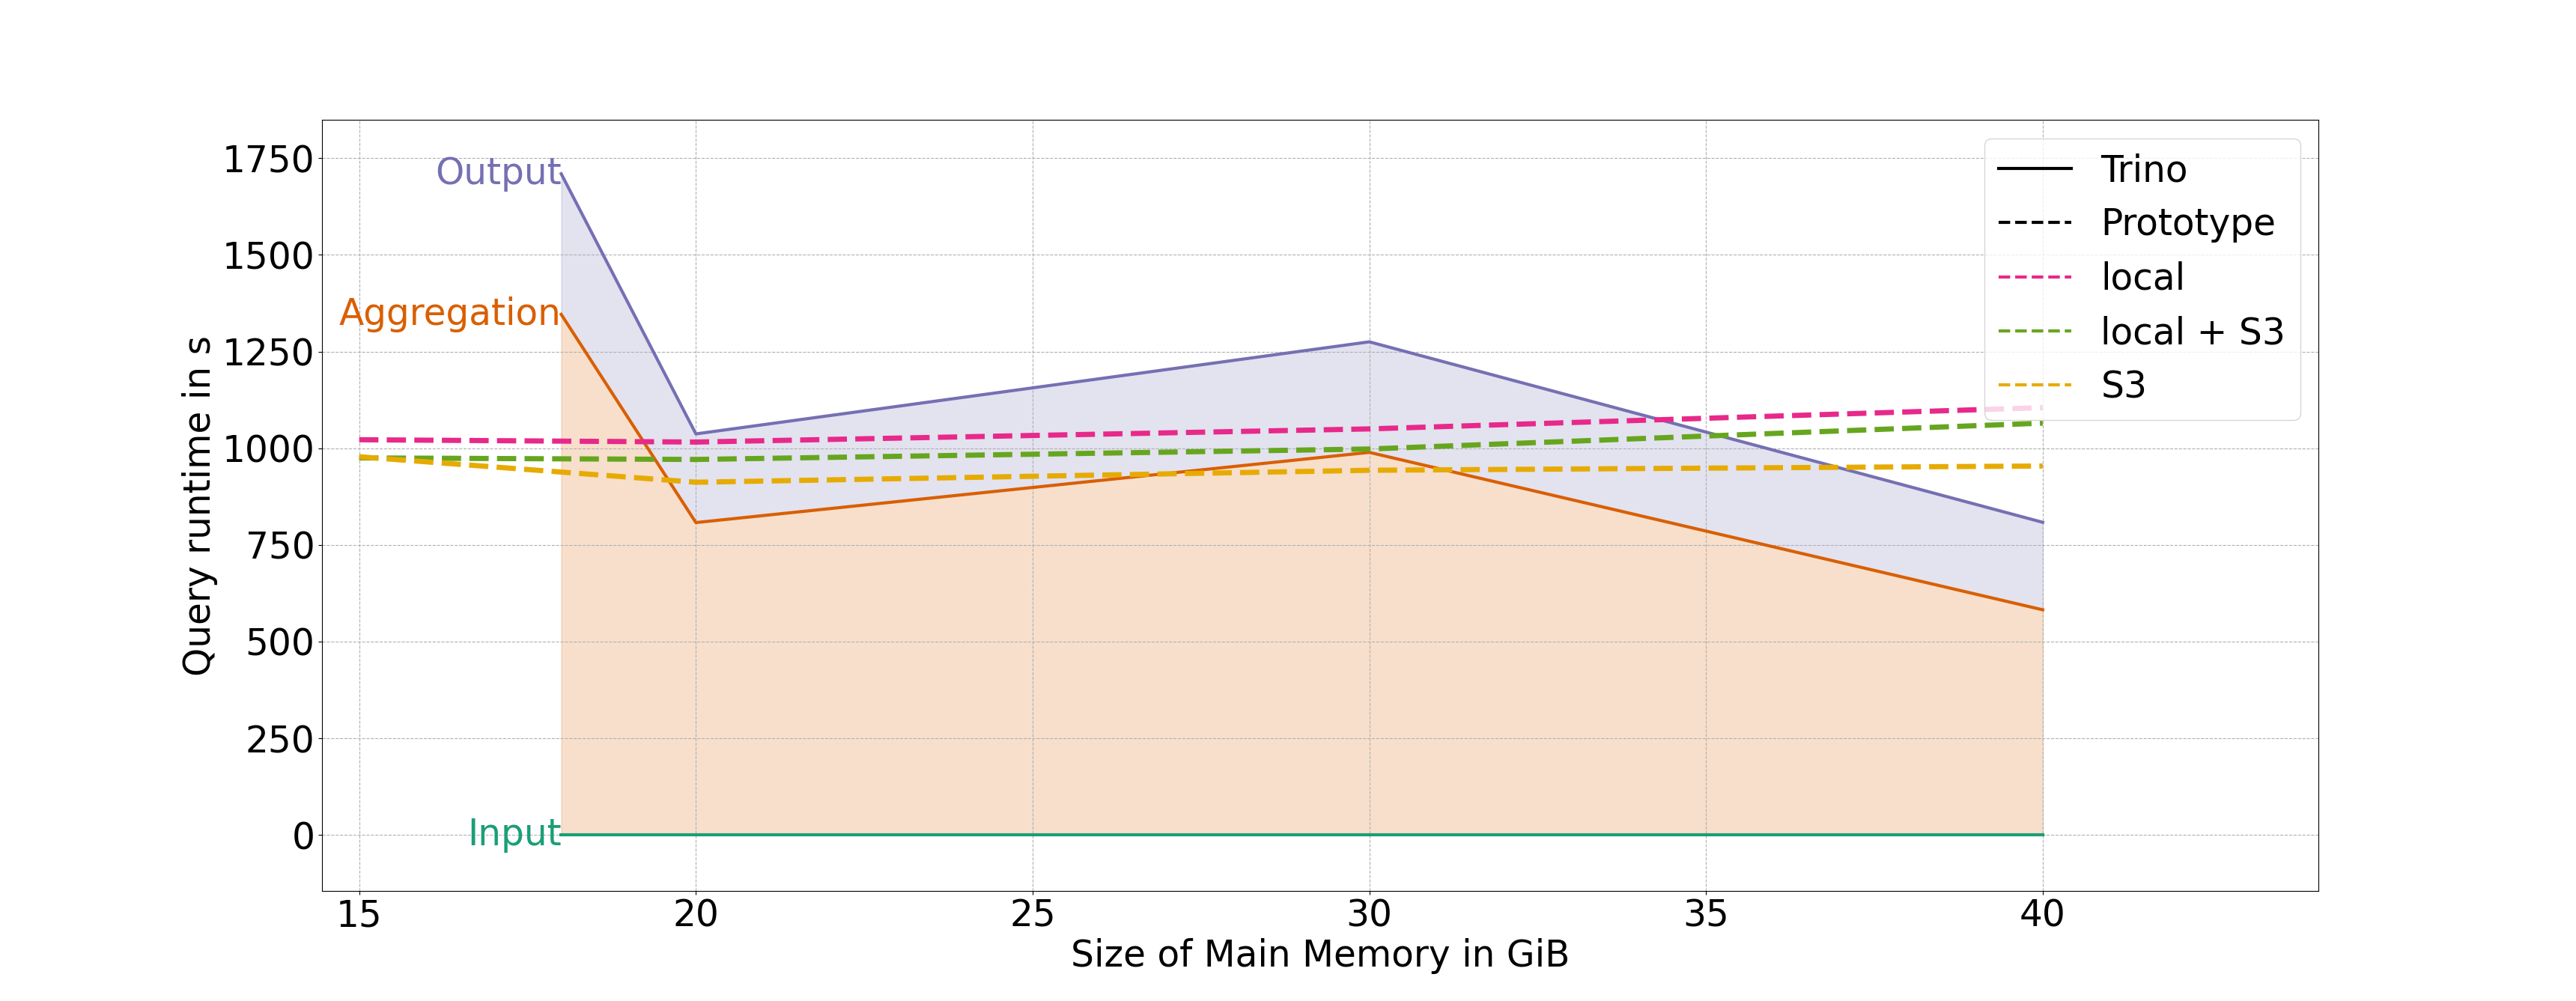 1750
1500
1250
1000
750
500
250
0
Query runtime in s
Output
Aggregation
Input
Trino
Prototype
local
local + S3
S3
15 20 25 30 35 40
Size of Main Memory in GiB